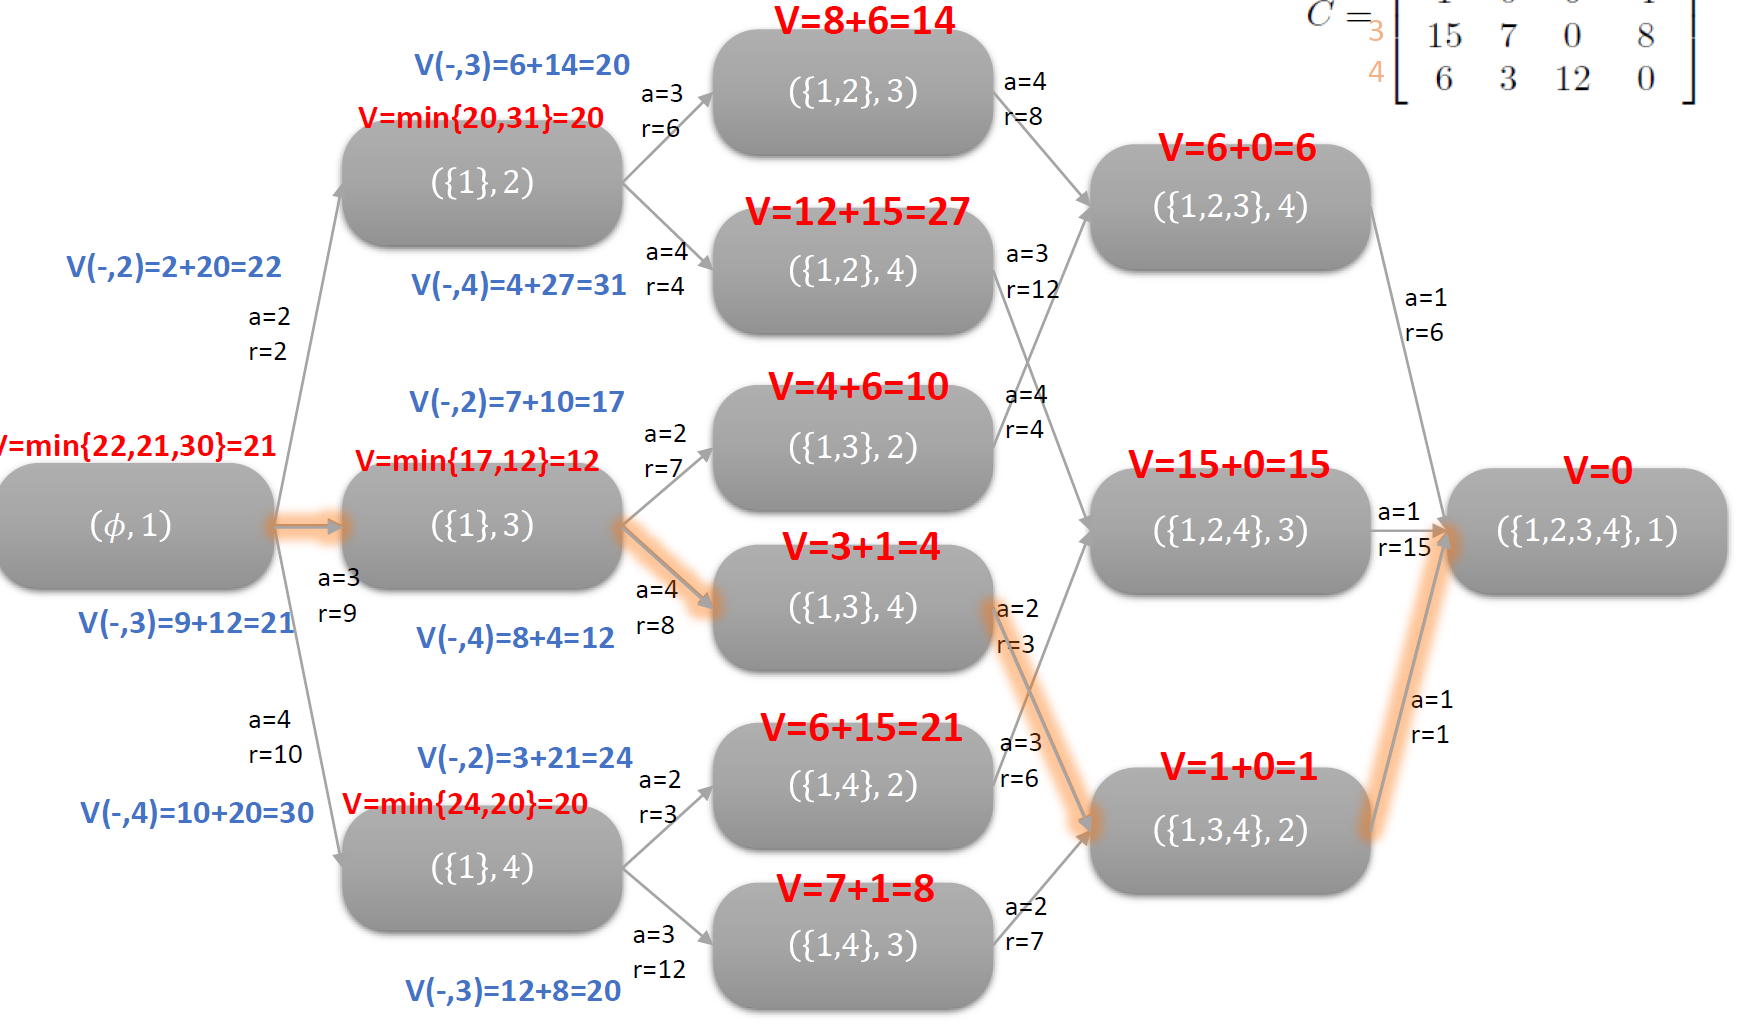 V=8+6=14
C =
3
15 7 0 8
4
6 3 12 0
V(-,3)=6+14=20
a=3
r=6
({1,2}, 3)
a=4
r=8
V=min{20,31}=20
({1}, 2)
V=6+0=6
({1,2,3}, 4)
V=12+15=27
({1,2}, 4)
a=4
r=4
a=3
r=12
V(-,2)=2+20=22
V(-,4)=4+27=31
a=2
r=2
a=1
r=6
V(-,2)=7+10=17
V=4+6=10
({1,3}, 2)
a=4
r=4
a=2
r=7
V=min{22,21,30}=21
(ϕ, 1)
V=min{17,12}=12
({1}, 3)
V=15+0=15
({1,2,4}, 3)
a=1
r=15
V=0
({1,2,3,4}, 1)
V=3+1=4
({1,3}, 4)
a=3
r=9
a=4
r=8
a=2
r=3
V(-,3)=9+12=21
V(-,4)=8+4=12
a=4
r=10
a=1
r=1
V=6+15=21
({1,4}, 2)
a=3
r=6
V(-,2)=3+21=24
a=2
r=3
V=1+0=1
({1,3,4}, 2)
V(-,4)=10+20=30
V=min{24,20}=20
({1}, 4)
V=7+1=8
({1,4}, 3)
a=2
r=7
a=3
r=12
V(-,3)=12+8=20